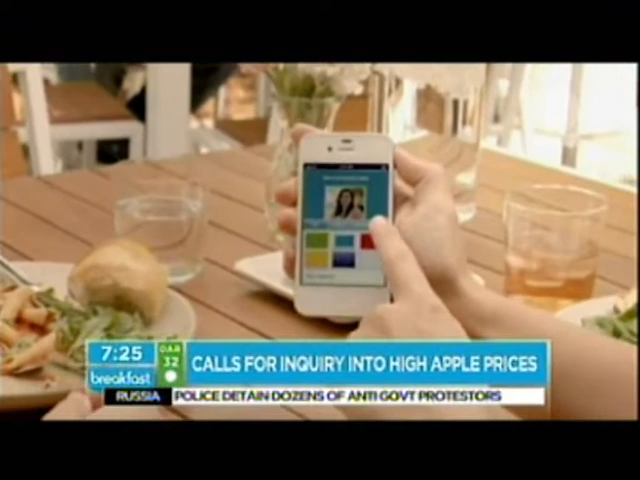 7:25
DAR
32
CALLS FOR INQUIRY INTO HIGH APPLE PRICES
breakfast
RUSSIA
POLICE DETAIN DOZENS OF ANTI GOVT PROTESTORS